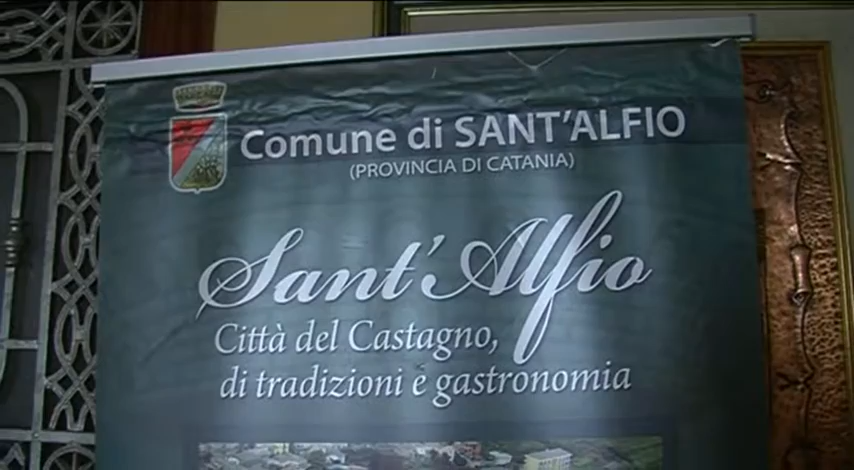 Comune di SANT'ALFIO
(PROVINCIA DI CATANIA)
Sant'Alfio
Città del Castagno,
di tradizioni e gastronomia